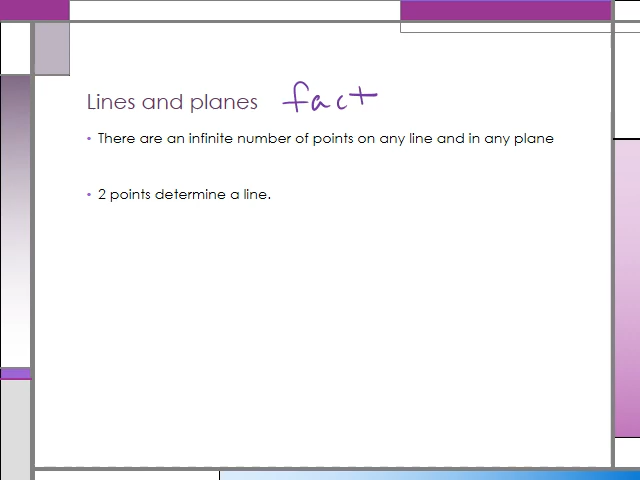 Lines and planes fact
• There are an infinite number of points on any line and in any plane
• 2 points determine a line.